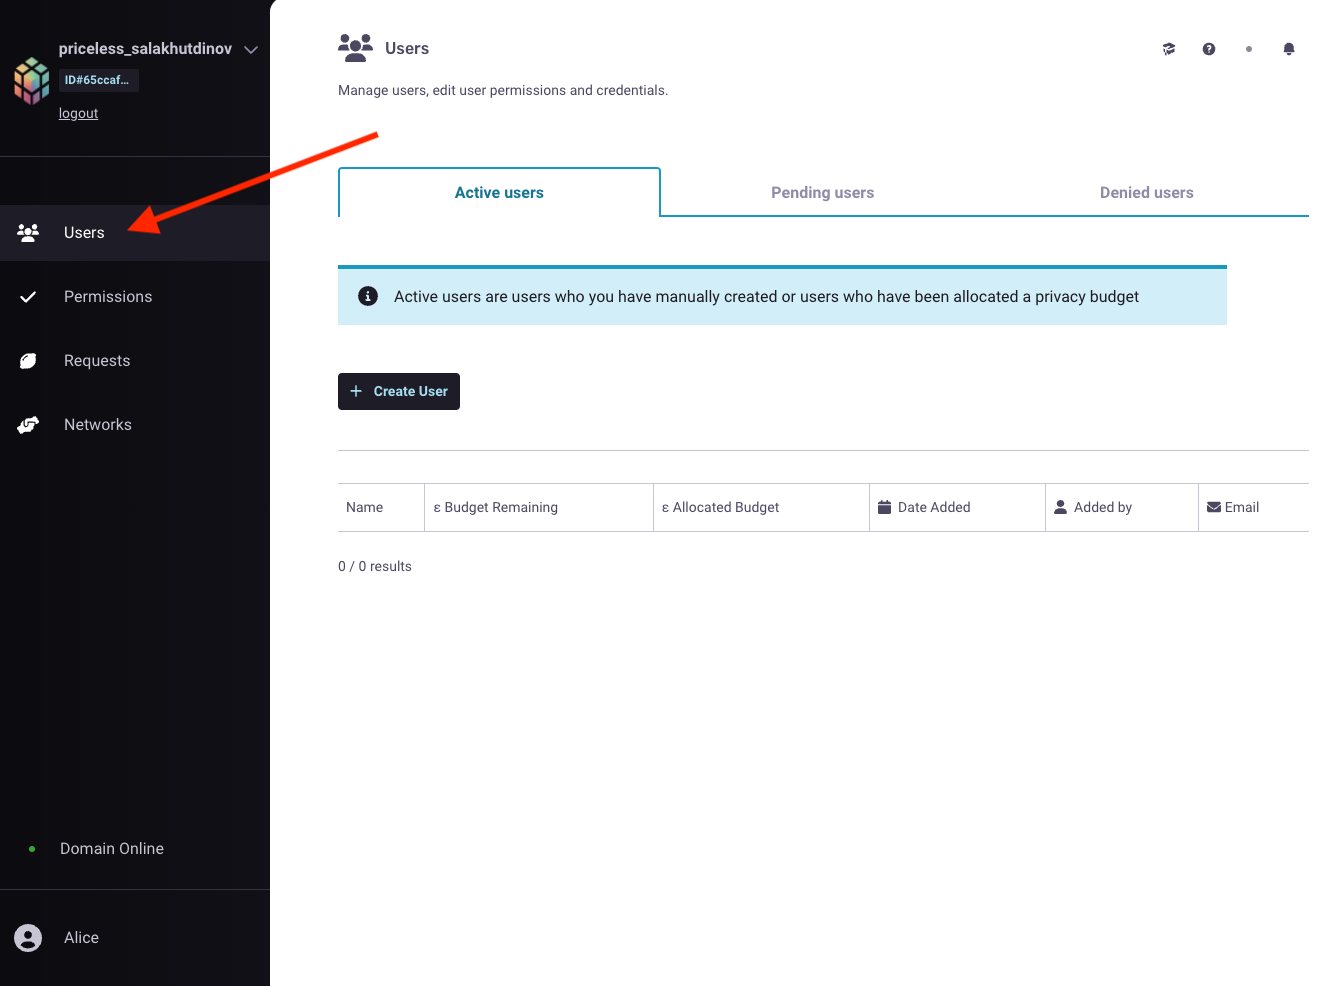 priceless_salakhutdinov
ID#65ccaf...
logout
Users
Permissions
Requests
Networks
Domain Online
Alice
Users
Manage users, edit user permissions and credentials.
Active users
Pending users
Denied users
Active users are users who you have manually created or users who have been allocated a privacy budget
+ Create User
Name
ε Budget Remaining
ε Allocated Budget
Date Added
Added by
Email
0 / 0 results